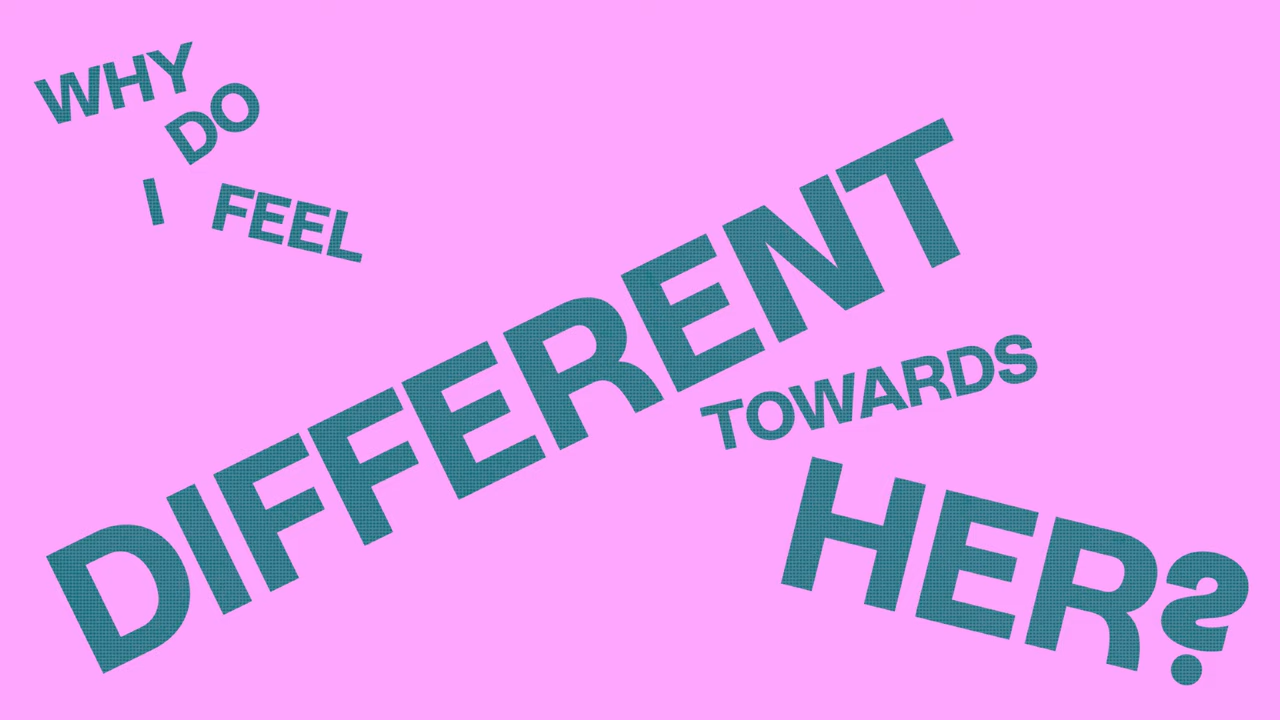 WHY
DO
I FEEL
DIFFERENT
TOWARDS
HER?